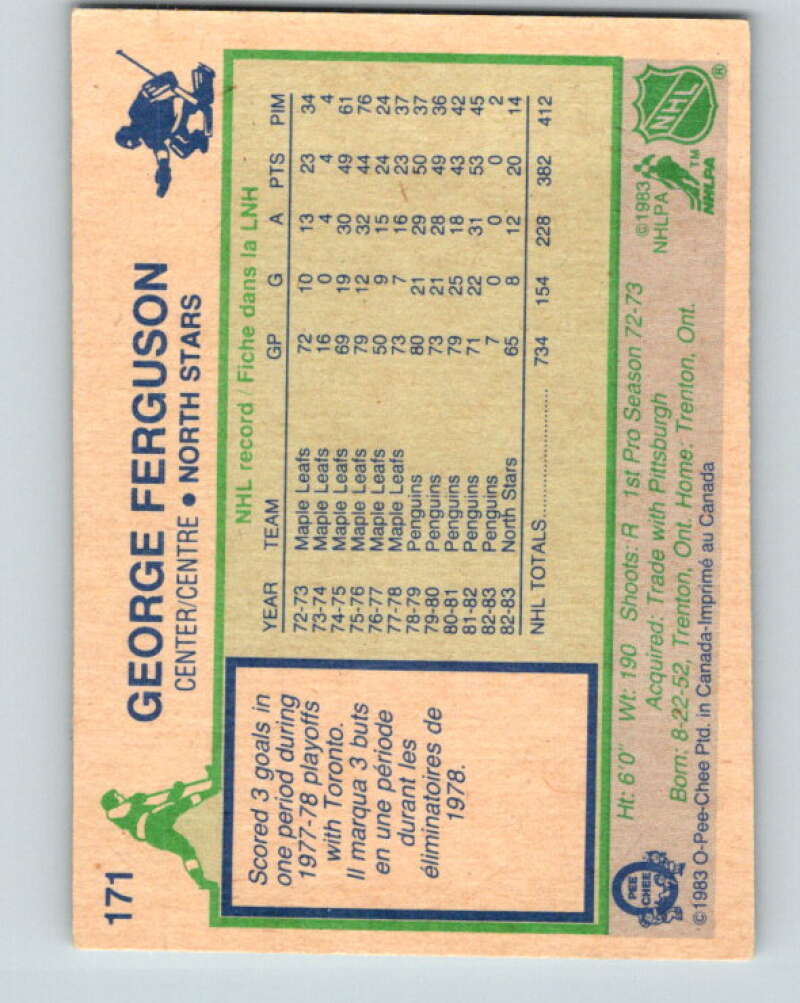 171
GEORGE FERGUSON
CENTER/CENTRE • NORTH STARS
Scored 3 goals in
one period during
1977-78 playoffs
with Toronto.
Il marqua 3 buts
en une période
durant les
éliminatoires de
1978.
NHL record / Fiche dans la LNH
YEAR TEAM GP G A PTS PIM
72-73 Maple Leafs 72 10 13 23 34
73-74 Maple Leafs 16 0 4 4 4
74-75 Maple Leafs 69 19 30 49 61
75-76 Maple Leafs 79 12 32 44 76
76-77 Maple Leafs 50 9 15 24 24
77-78 Maple Leafs 73 7 16 23 37
78-79 Penguins 80 21 29 50 37
79-80 Penguins 73 21 28 49 36
80-81 Penguins 79 25 18 43 42
81-82 Penguins 71 22 31 53 45
82-83 Penguins 7 0 0 0 2
82-83 North Stars 65 8 12 20 14
NHL TOTALS.................... 734 154 228 382 412
Ht: 6'0" Wt: 190 Shoots: R 1st Pro Season 72-73
Acquired: Trade with Pittsburgh
Born: 8-22-52, Trenton, Ont. Home: Trenton, Ont.
©1983 O-Pee-Chee Ptd. in Canada-Imprimé au Canada
O PEE CHEE
©1983
NHLPA
NHLPA™
NHL®